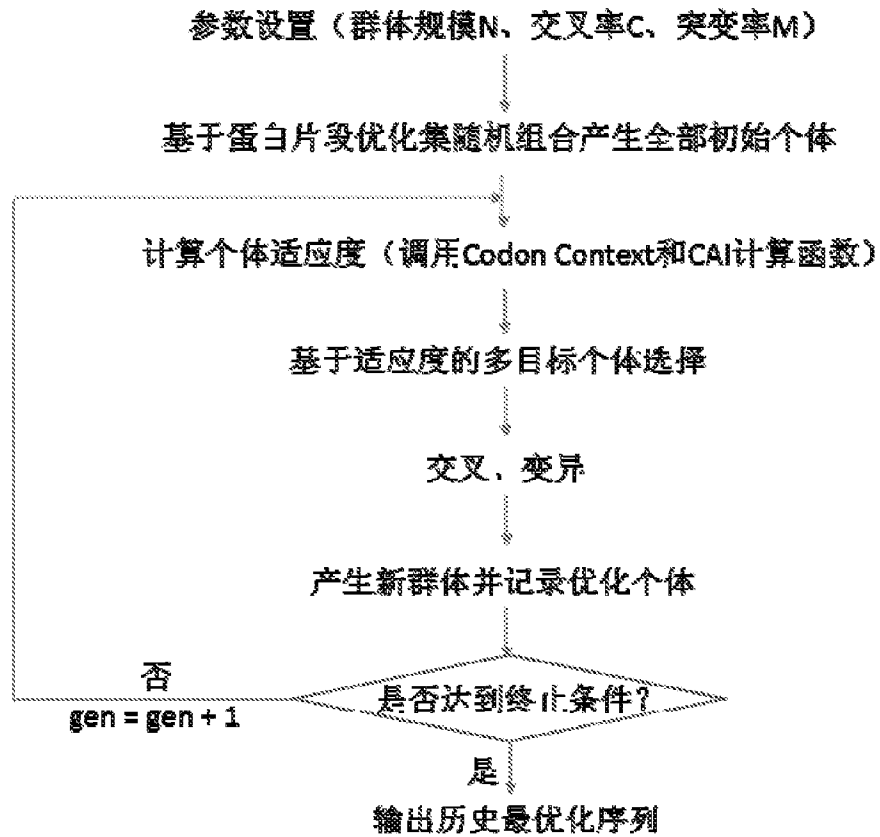 参数设置（群体规模N、交叉率C、突变率M）
基于蛋白片段优化集随机组合产生全部初始个体
计算个体适应度（调用Codon Context和CAI计算函数）
基于适应度的多目标个体选择
交叉、变异
产生新群体并记录优化个体
是否达到终止条件？
否
gen = gen + 1
是
输出历史最优化序列